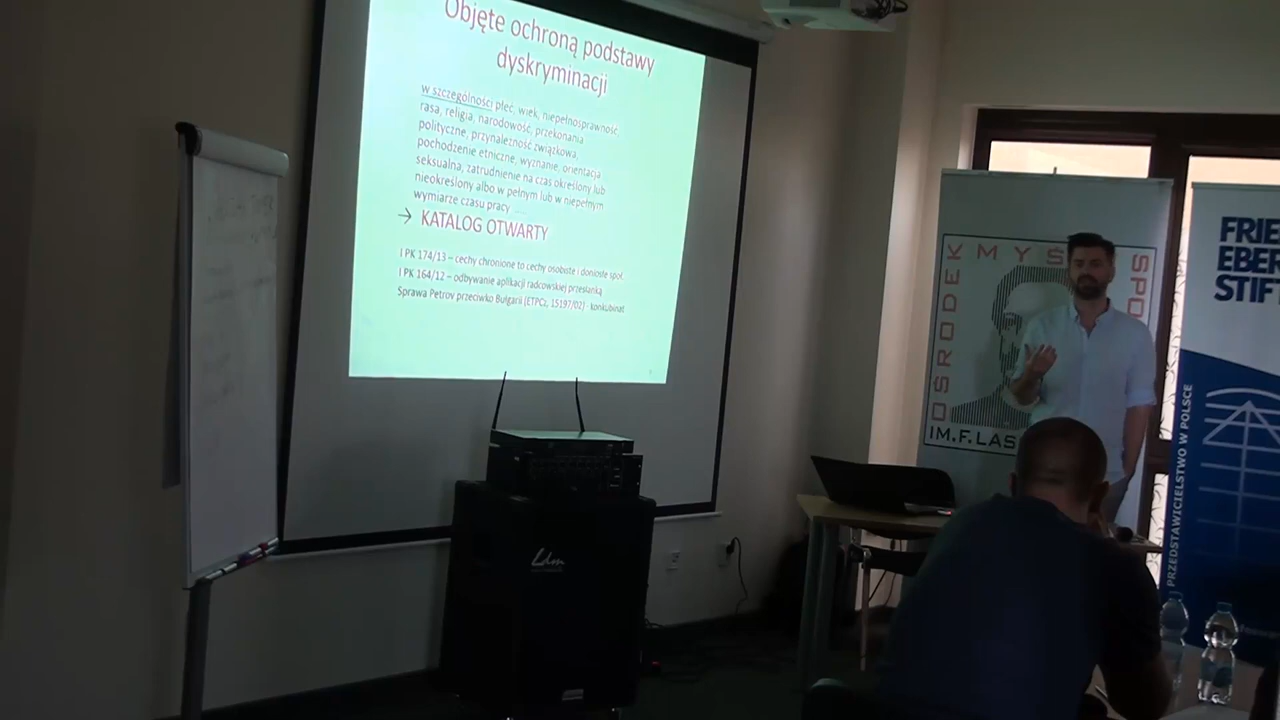 Objęte ochroną podstawy
dyskryminacji
w szczególności płeć, wiek, niepełnosprawność
rasa, religia, narodowość, przekonania
polityczne, przynależność związkowa,
pochodzenie etniczne, wyznanie, orientacja
seksualna, zatrudnienie na czas określony lub
nieokreślony albo w pełnym lub w niepełnym
wymiarze czasu pracy
→ KATALOG OTWARTY
I PK 174/13 – cechy chronione to cechy osobiste i doniosłe społ.
I PK 164/12 – odbywanie aplikacji radcowskiej przesłanką
Sprawa Petrov przeciwko Bułgarii (ETPCz, 15197/02) - konkubinat
Ldm
OŚRODEK MYŚ
SPO
IM.F.LAS
FRIE
EBER
STIFT
PRZEDSTAWICIELSTWO W POLSCE